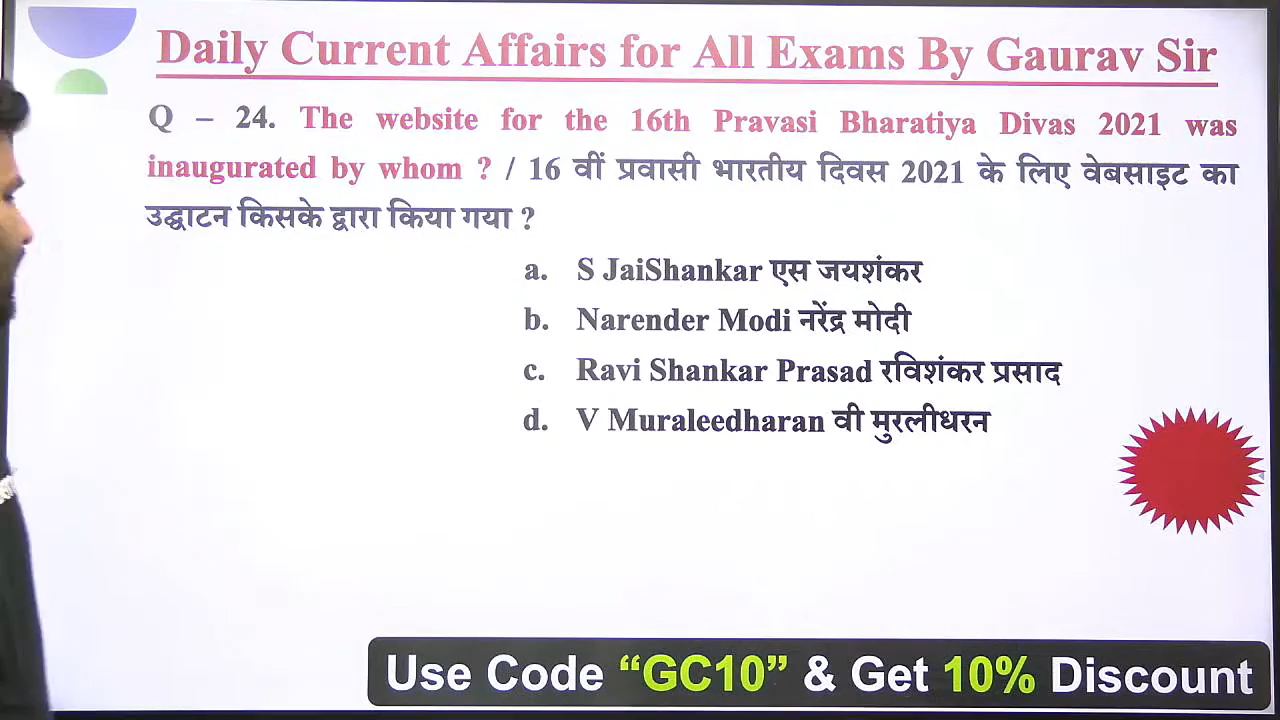 Daily Current Affairs for All Exams By Gaurav Sir
Q – 24. The website for the 16th Pravasi Bharatiya Divas 2021 was
inaugurated by whom ? / 16 वीं प्रवासी भारतीय दिवस 2021 के लिए वेबसाइट का
उद्घाटन किसके द्वारा किया गया ?
a. S JaiShankar एस जयशंकर
b. Narender Modi नरेंद्र मोदी
c. Ravi Shankar Prasad रविशंकर प्रसाद
d. V Muraleedharan वी मुरलीधरन
Use Code “GC10” & Get 10% Discount